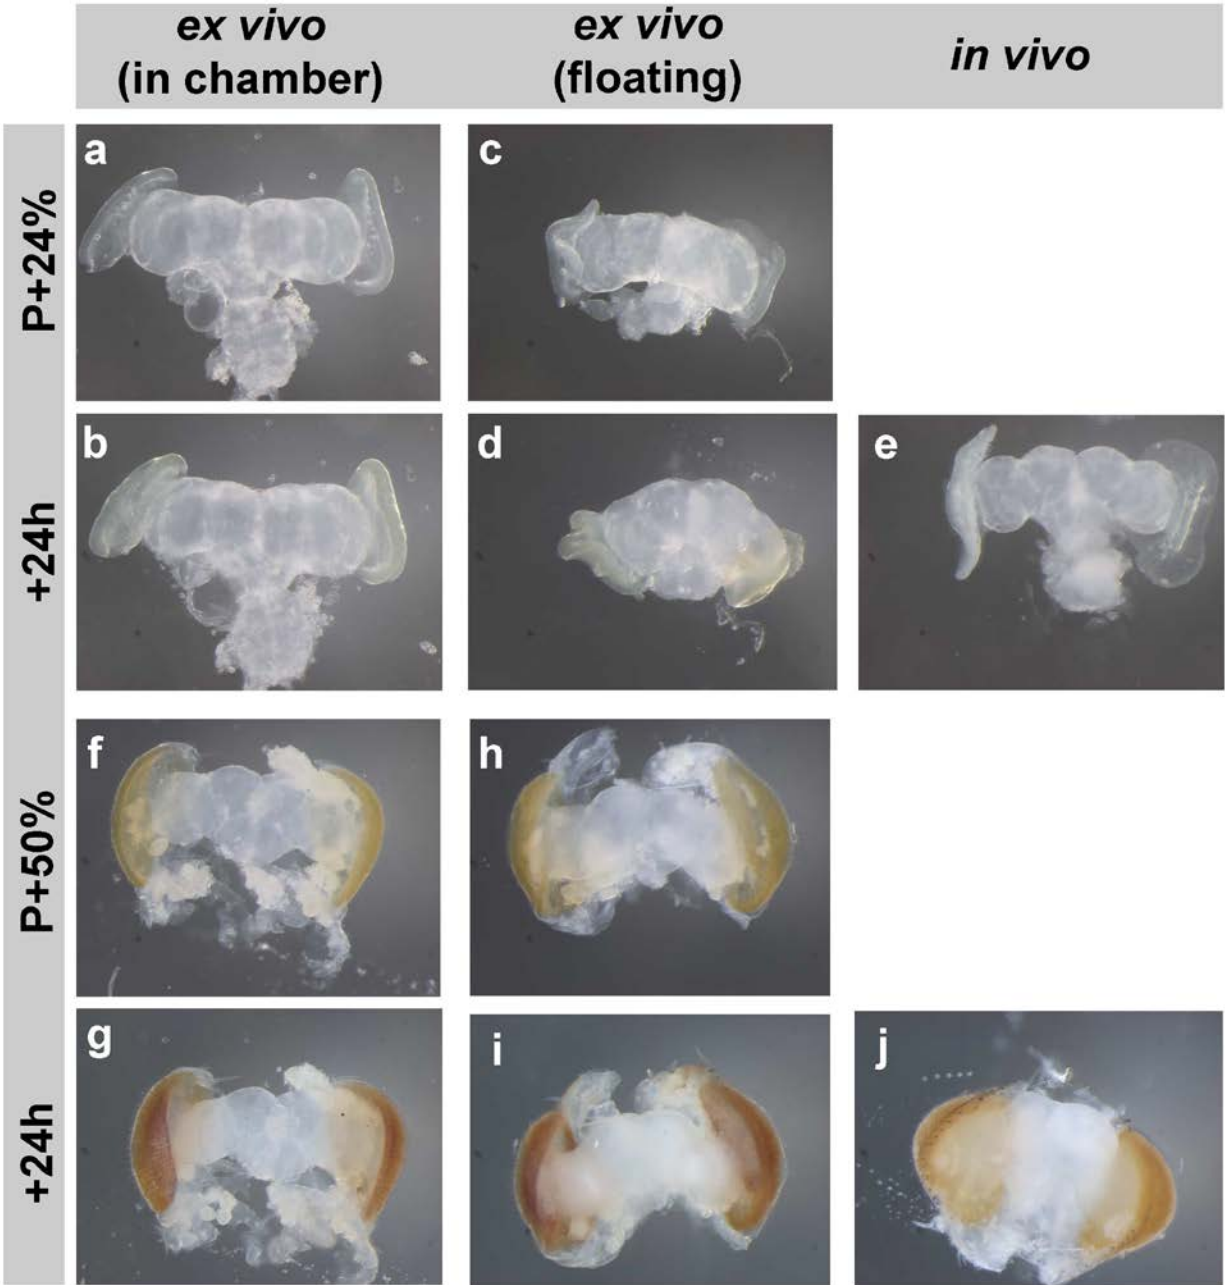 ex vivo
(in chamber)
ex vivo
(floating)
in vivo
P+24%
a
c
+24h
b
d
e
P+50%
f
h
+24h
g
i
j